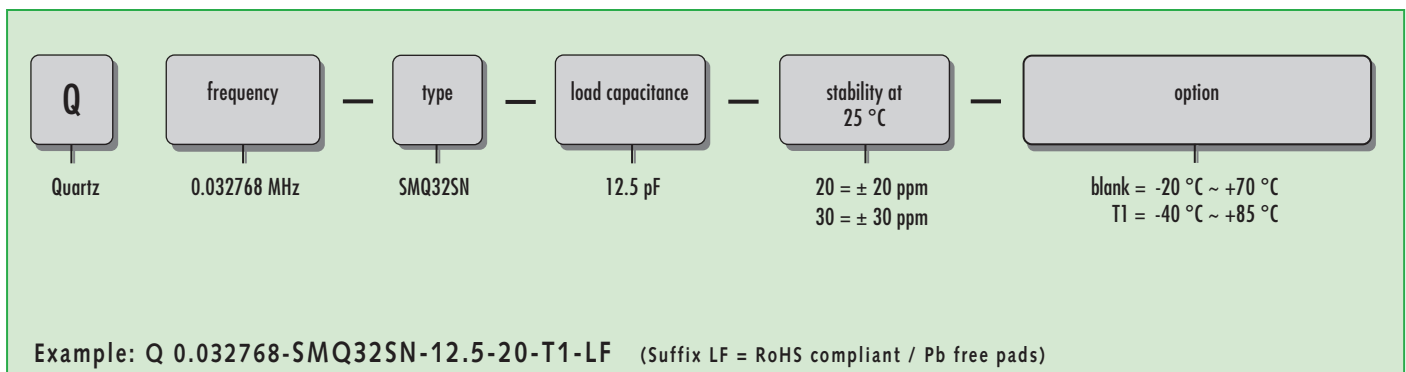 Q
frequency
—
type
—
load capacitance
—
stability at
25 °C
—
option
Quartz
0.032768 MHz
SMQ32SN
12.5 pF
20 = ± 20 ppm
30 = ± 30 ppm
blank = -20 °C ~ +70 °C
T1 = -40 °C ~ +85 °C
Example: Q 0.032768-SMQ32SN-12.5-20-T1-LF (Suffix LF = RoHS compliant / Pb free pads)